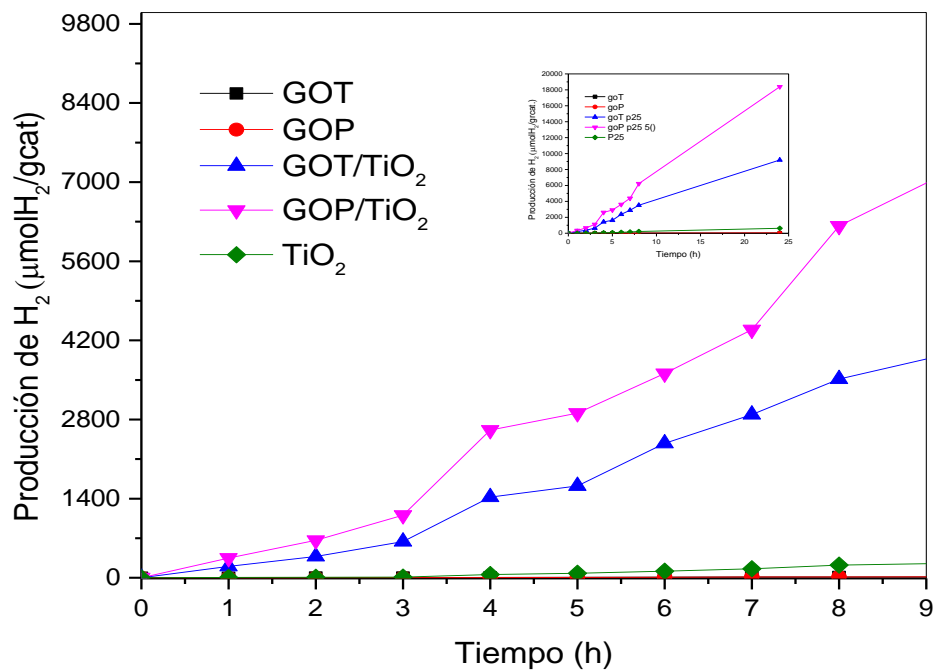 Producción de H₂ (μmolH₂/gcat)
9800
8400
7000
5600
4200
2800
1400
0
GOT
GOP
GOT/TiO₂
GOP/TiO₂
TiO₂
Producción de H₂ (μmolH₂/grcat.)
20000
18000
16000
14000
12000
10000
8000
6000
4000
2000
0
goT
goP
goT p25
goP p25 5()
P25
0 5 10 15 20 25
Tiempo (h)
0 1 2 3 4 5 6 7 8 9
Tiempo (h)